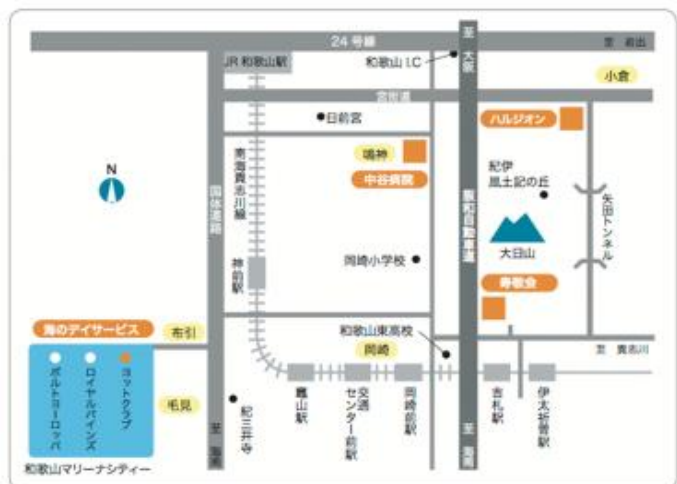 24号線
至 岩出
至 大阪
JR和歌山駅
和歌山I.C
小倉
宮街道
日前宮
ハルジオン
鳴神
中谷病院
紀伊
風土記の丘
南海貴志川線
国体道路
阪和自動車道
矢田トンネル
N
大日山
岡崎小学校
神前駅
寿敬会
海のデイサービス
布引
和歌山東高校
岡崎
至 貴志川
ポルトヨーロッパ
ロイヤルパインズ
ヨットクラブ
毛見
紀三井寺
竈山駅
交通
センター前駅
岡崎前駅
吉礼駅
伊太祈曽駅
至 海南
至 海南
和歌山マリーナシティー